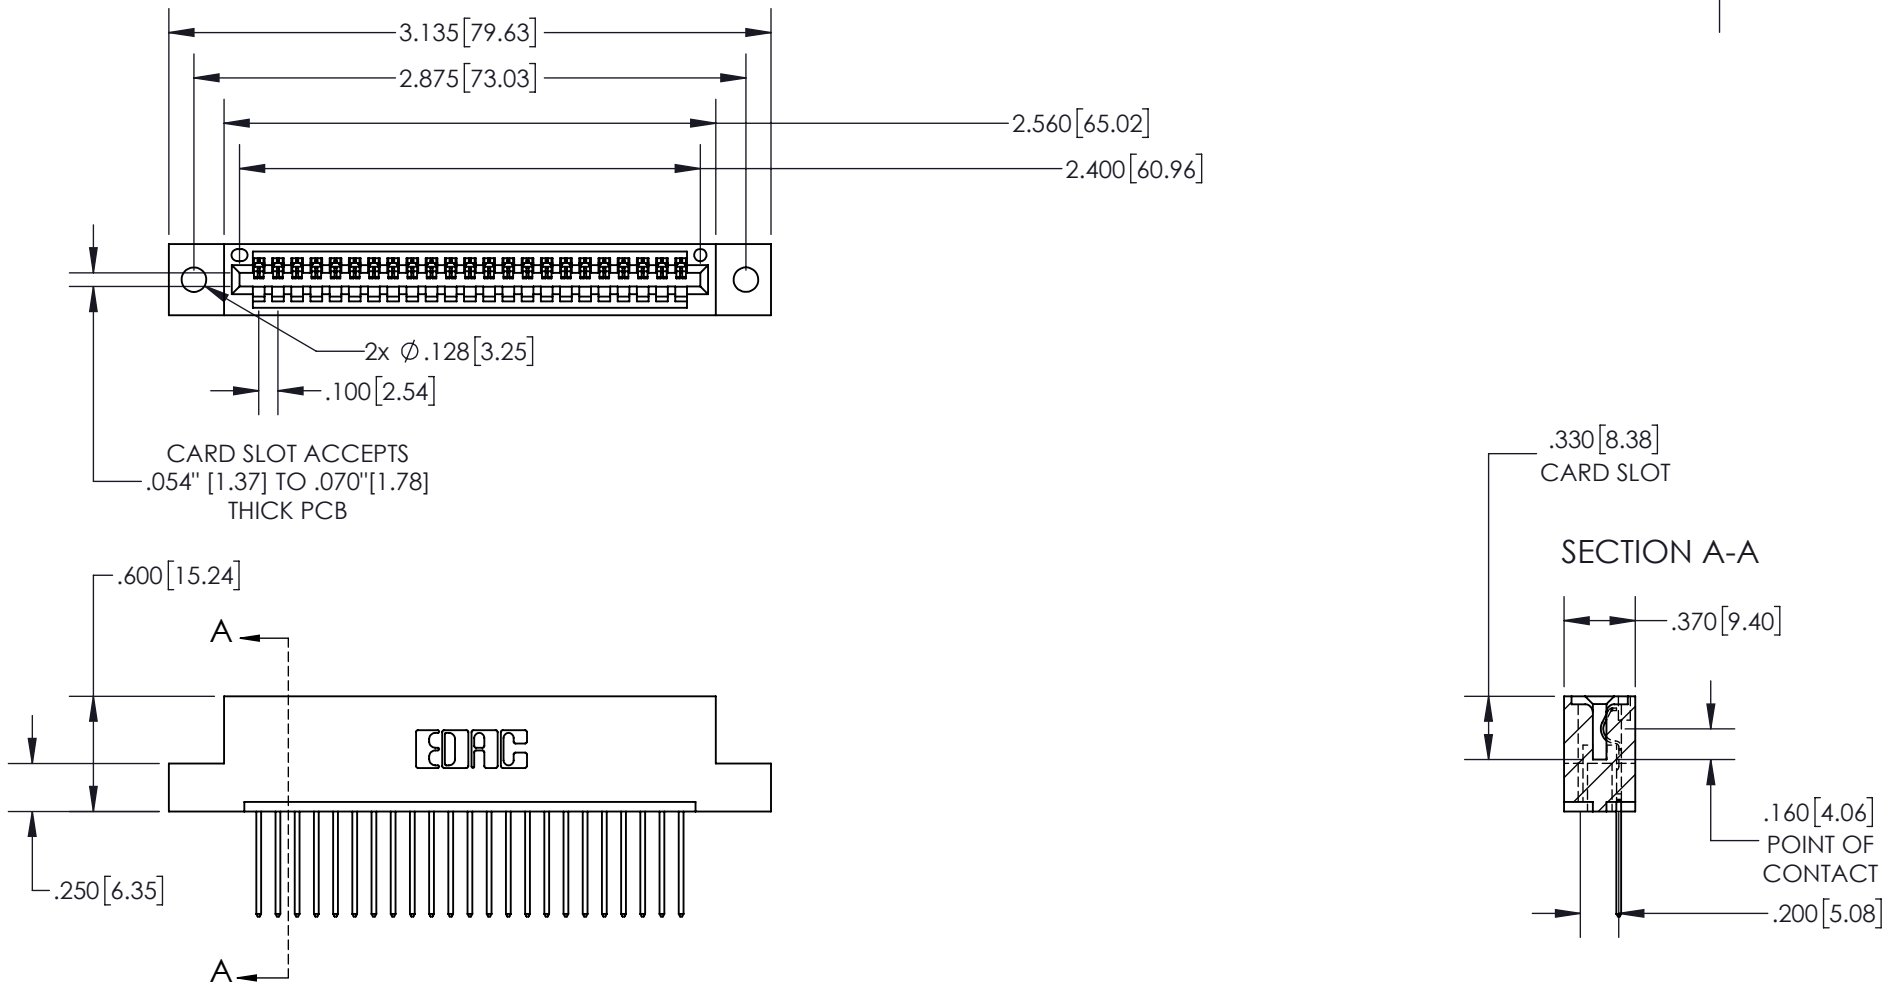 3.135[79.63]
2.875[73.03]
2.560[65.02]
2.400[60.96]
2x Ø.128[3.25]
.100[2.54]
CARD SLOT ACCEPTS
.054" [1.37] TO .070"[1.78]
THICK PCB
.330[8.38]
CARD SLOT
SECTION A-A
.600[15.24]
.370[9.40]
A
EDAC
.160[4.06]
POINT OF
CONTACT
.250[6.35]
.200[5.08]
A